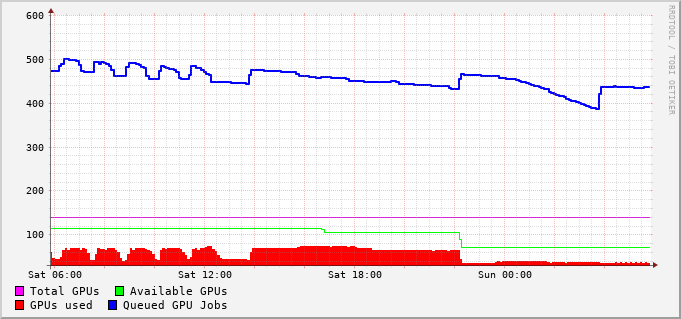 600
500
400
300
200
100
Sat 06:00 Sat 12:00 Sat 18:00 Sun 00:00
Total GPUs Available GPUs
GPUs used Queued GPU Jobs
RRDTOOL / TOBI OETIKER